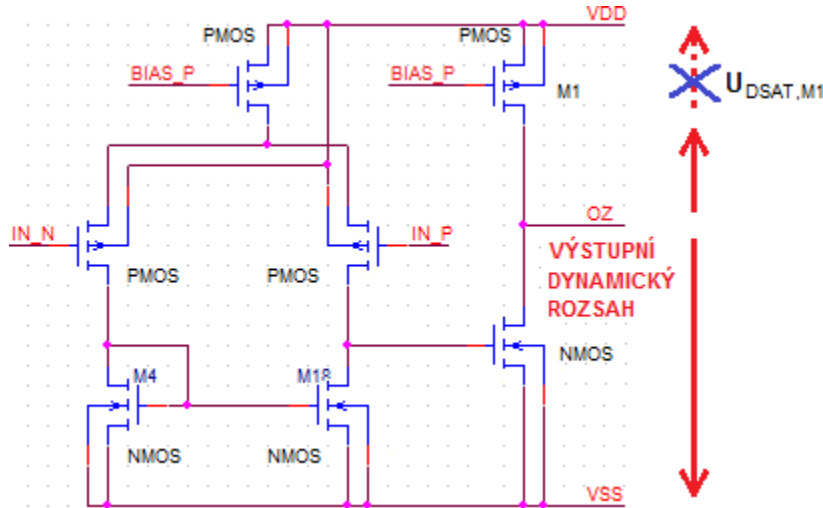 VDD
PMOS
PMOS
BIAS_P
BIAS_P
M1
U DSAT,M1
OZ
IN_N
IN_P
VÝSTUPNÍ
DYNAMICKÝ
ROZSAH
PMOS
PMOS
NMOS
M4
M18
NMOS
NMOS
VSS